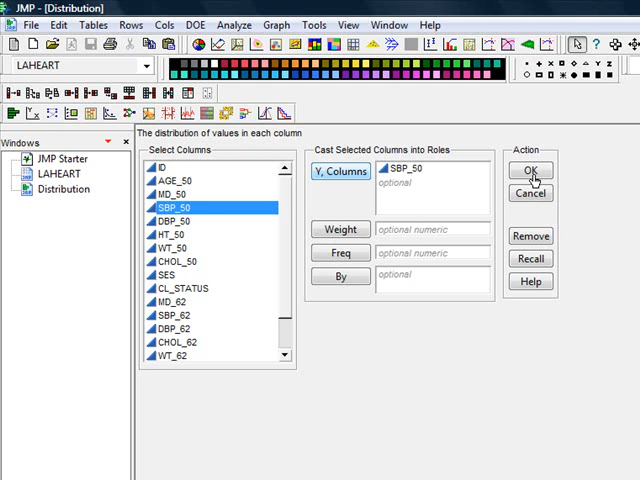 JMP - [Distribution]
File Edit Tables Rows Cols DOE Analyze Graph Tools View Window Help
LAHEART
Windows
JMP Starter
LAHEART
Distribution
The distribution of values in each column
Select Columns
ID
AGE_50
MD_50
SBP_50
DBP_50
HT_50
WT_50
CHOL_50
SES
CL_STATUS
MD_62
SBP_62
DBP_62
CHOL_62
WT_62
Cast Selected Columns into Roles
Y, Columns SBP_50
optional
Weight optional numeric
Freq optional numeric
By optional
Action
OK
Cancel
Remove
Recall
Help